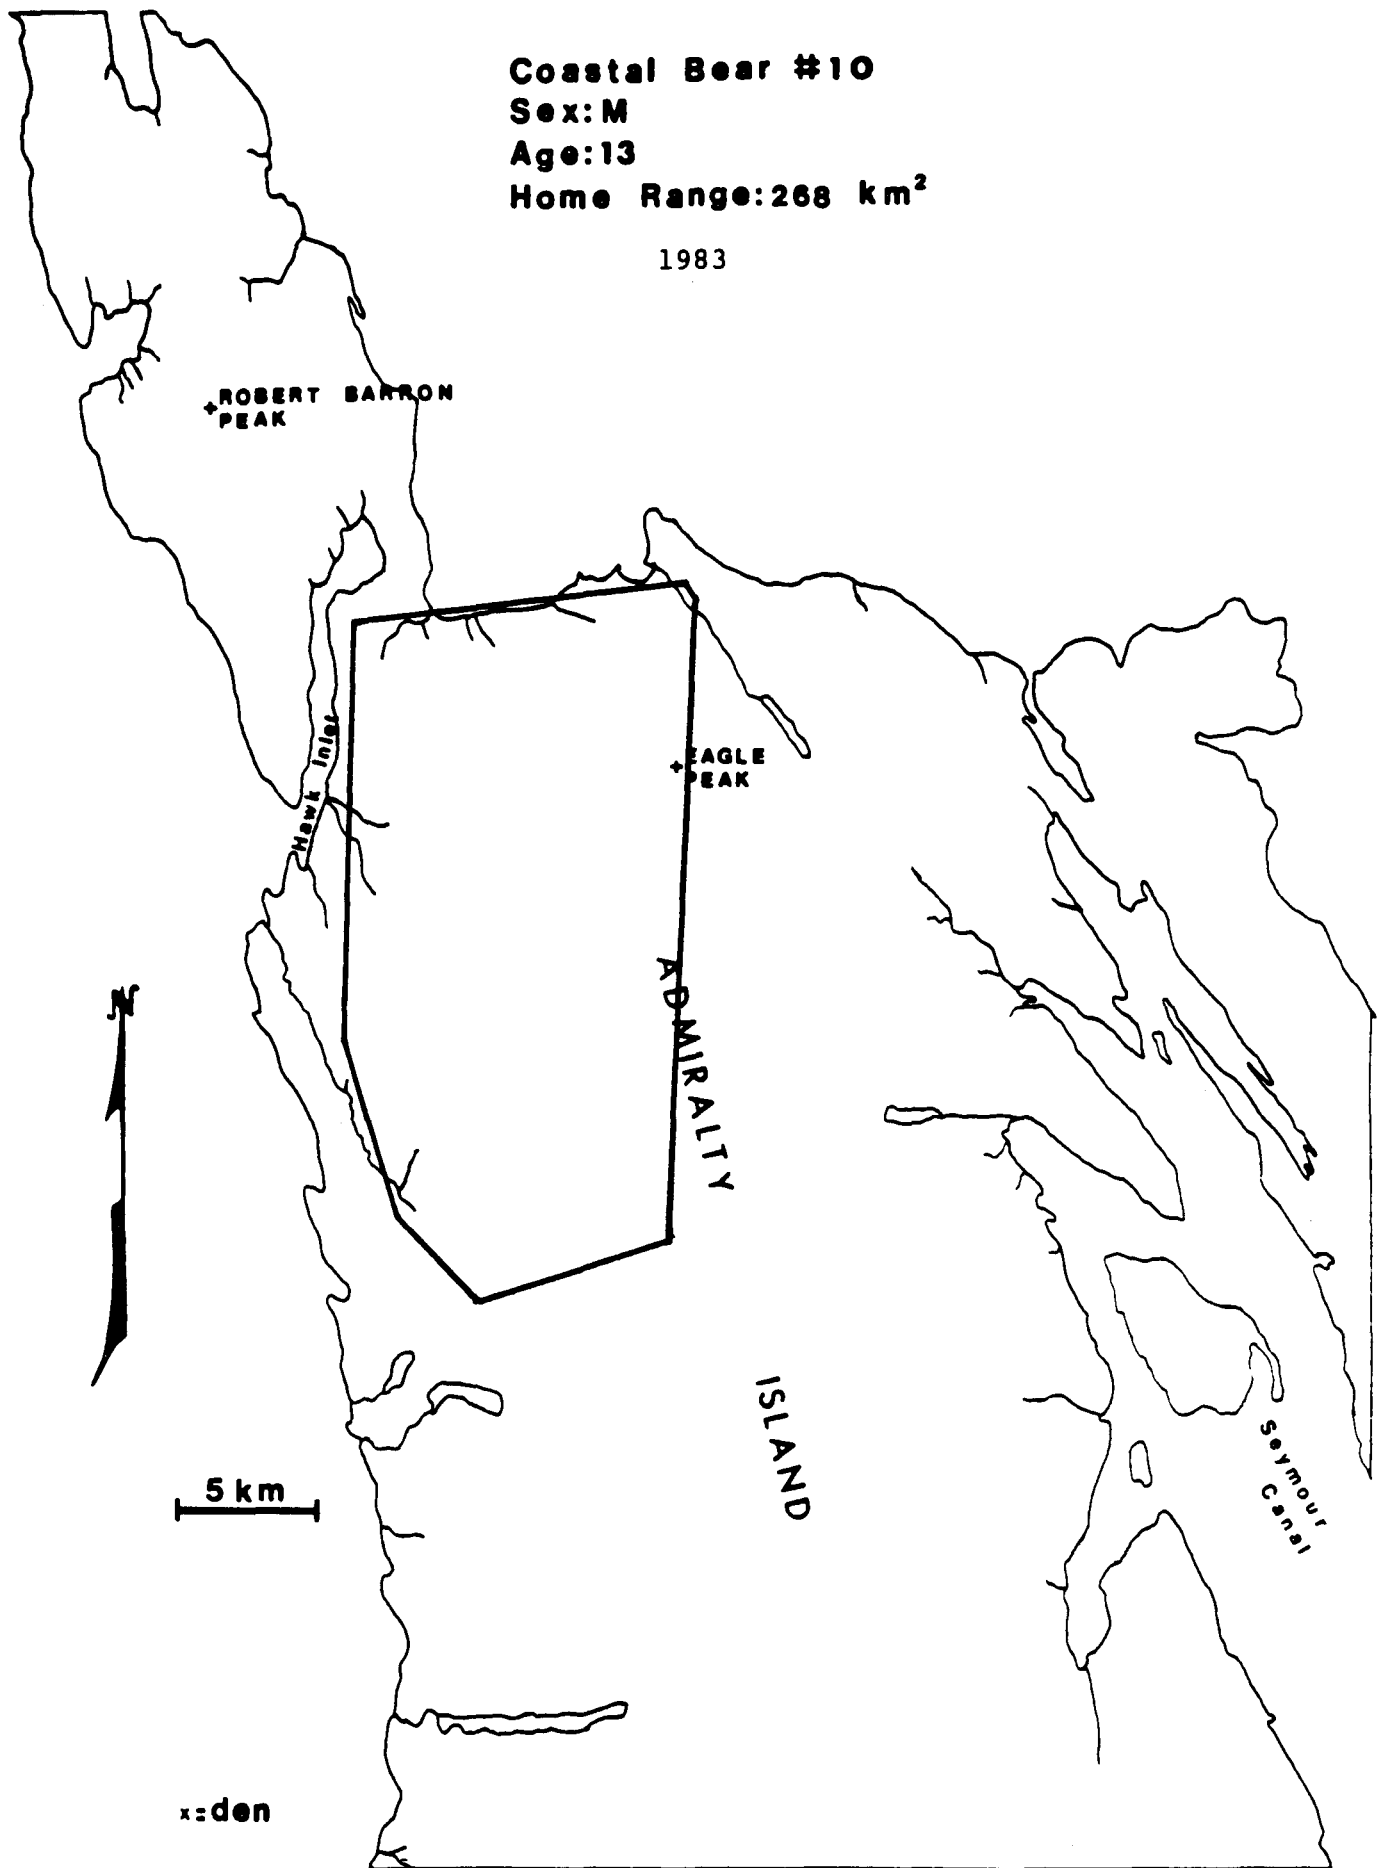 Coastal Bear #10
Sex:M
Age:13
Home Range:268 km²
1983
+ROBERT BARRON
PEAK
Hawk Inlet
+EAGLE
PEAK
ADMIRALTY
N
ISLAND
Seymour
Canal
5 km
x=den